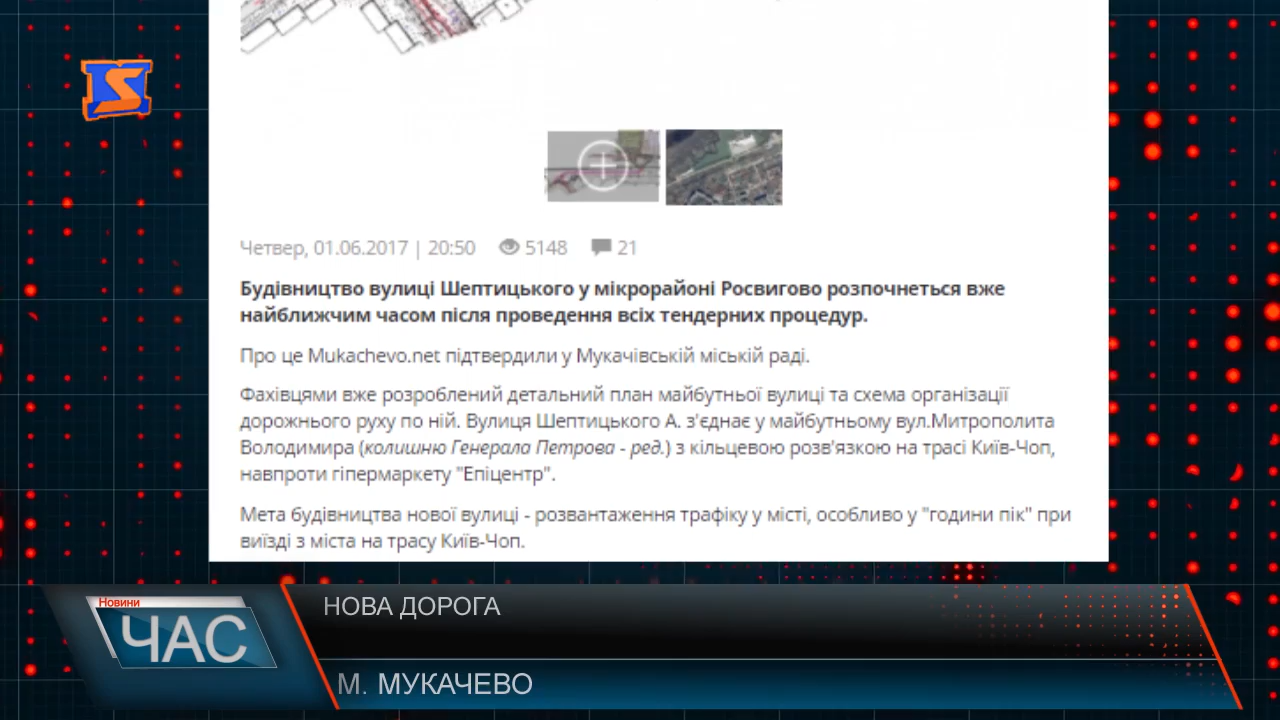 Четвер, 01.06.2017 | 20:50 5148 21
Будівництво вулиці Шептицького у мікрорайоні Росвигово розпочнеться вже
найближчим часом після проведення всіх тендерних процедур.
Про це Mukachevo.net підтвердили у Мукачівській міській раді.
Фахівцями вже розроблений детальний план майбутньої вулиці та схема організації
дорожнього руху по ній. Вулиця Шептицького А. з'єднає у майбутньому вул.Митрополита
Володимира (колишню Генерала Петрова - ред.) з кільцевою розв'язкою на трасі Київ-Чоп,
навпроти гіпермаркету "Епіцентр".
Мета будівництва нової вулиці - розвантаження трафіку у місті, особливо у "години пік" при
виїзді з міста на трасу Київ-Чоп.
Новини
ЧАС
НОВА ДОРОГА
М. МУКАЧЕВО